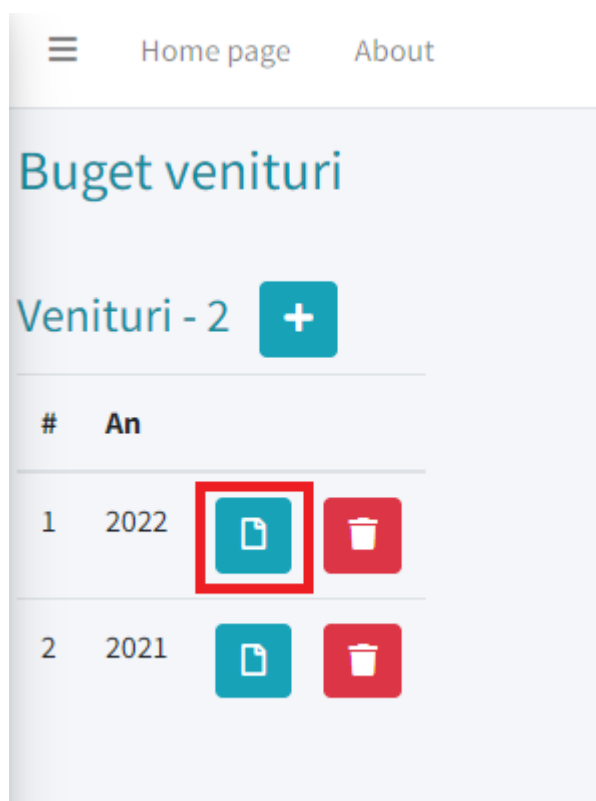 Home page About
Buget venituri
Venituri - 2
# An
1 2022
2 2021